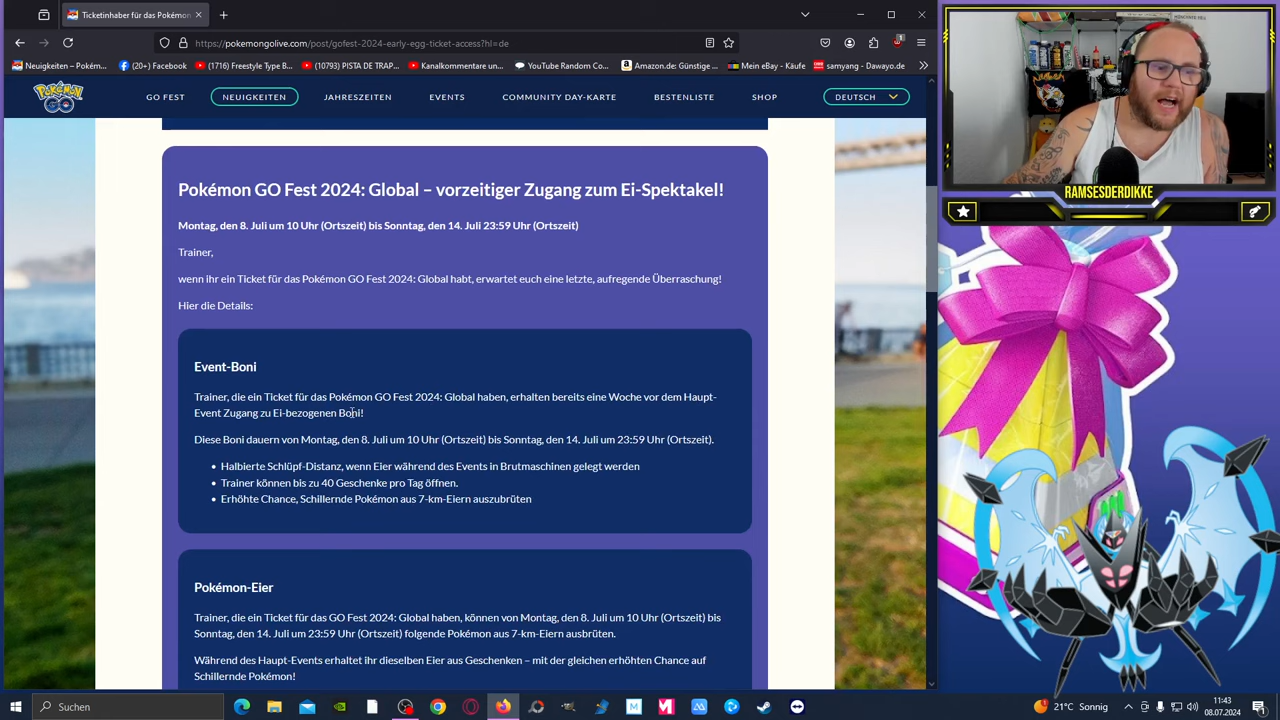 Ticketinhaber für das Pokémon
https://pokemongolive.com/post/gofest-2024-early-egg-ticket-access?hl=de
Neuigkeiten – Pokém...
(20+) Facebook
(1716) Freestyle Type B...
(10793) PISTA DE TRAP...
Kanalkommentare un...
YouTube Random Co...
Amazon.de: Günstige ...
Mein eBay - Käufe
samyang – Dawayo.de
Pokémon GO
GO FEST
NEUIGKEITEN
JAHRESZEITEN
EVENTS
COMMUNITY DAY-KARTE
BESTENLISTE
SHOP
DEUTSCH
Pokémon GO Fest 2024: Global – vorzeitiger Zugang zum Ei-Spektakel!
Montag, den 8. Juli um 10 Uhr (Ortszeit) bis Sonntag, den 14. Juli 23:59 Uhr (Ortszeit)
Trainer,
wenn ihr ein Ticket für das Pokémon GO Fest 2024: Global habt, erwartet euch eine letzte, aufregende Überraschung!
Hier die Details:
Event-Boni
Trainer, die ein Ticket für das Pokémon GO Fest 2024: Global haben, erhalten bereits eine Woche vor dem Haupt-
Event Zugang zu Ei-bezogenen Boni!
Diese Boni dauern von Montag, den 8. Juli um 10 Uhr (Ortszeit) bis Sonntag, den 14. Juli um 23:59 Uhr (Ortszeit).
• Halbierte Schlüpf-Distanz, wenn Eier während des Events in Brutmaschinen gelegt werden
• Trainer können bis zu 40 Geschenke pro Tag öffnen.
• Erhöhte Chance, Schillernde Pokémon aus 7-km-Eiern auszubrüten
Pokémon-Eier
Trainer, die ein Ticket für das GO Fest 2024: Global haben, können von Montag, den 8. Juli um 10 Uhr (Ortszeit) bis
Sonntag, den 14. Juli um 23:59 Uhr (Ortszeit) folgende Pokémon aus 7-km-Eiern ausbrüten.
Während des Haupt-Events erhaltet ihr dieselben Eier aus Geschenken – mit der gleichen erhöhten Chance auf
Schillernde Pokémon!
RAMSESDERDIKKE
Suchen
21°C Sonnig
11:43
08.07.2024